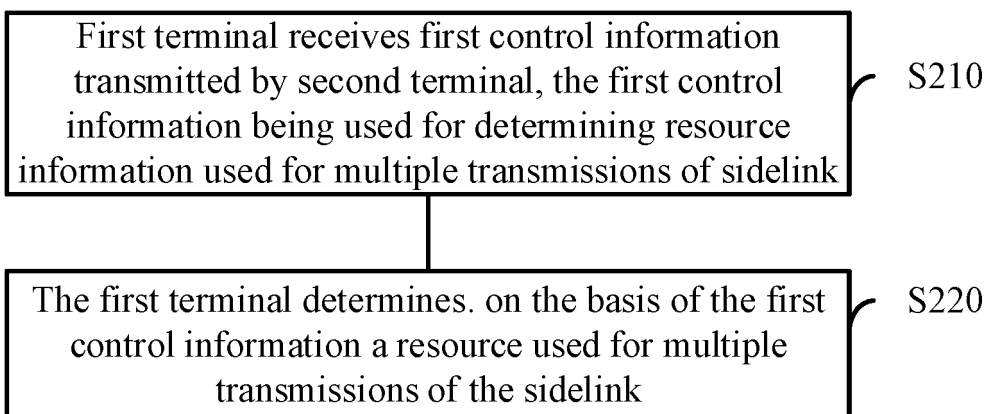 First terminal receives first control information
transmitted by second terminal, the first control
information being used for determining resource
information used for multiple transmissions of sidelink
S210
The first terminal determines. on the basis of the first
control information a resource used for multiple
transmissions of the sidelink
S220